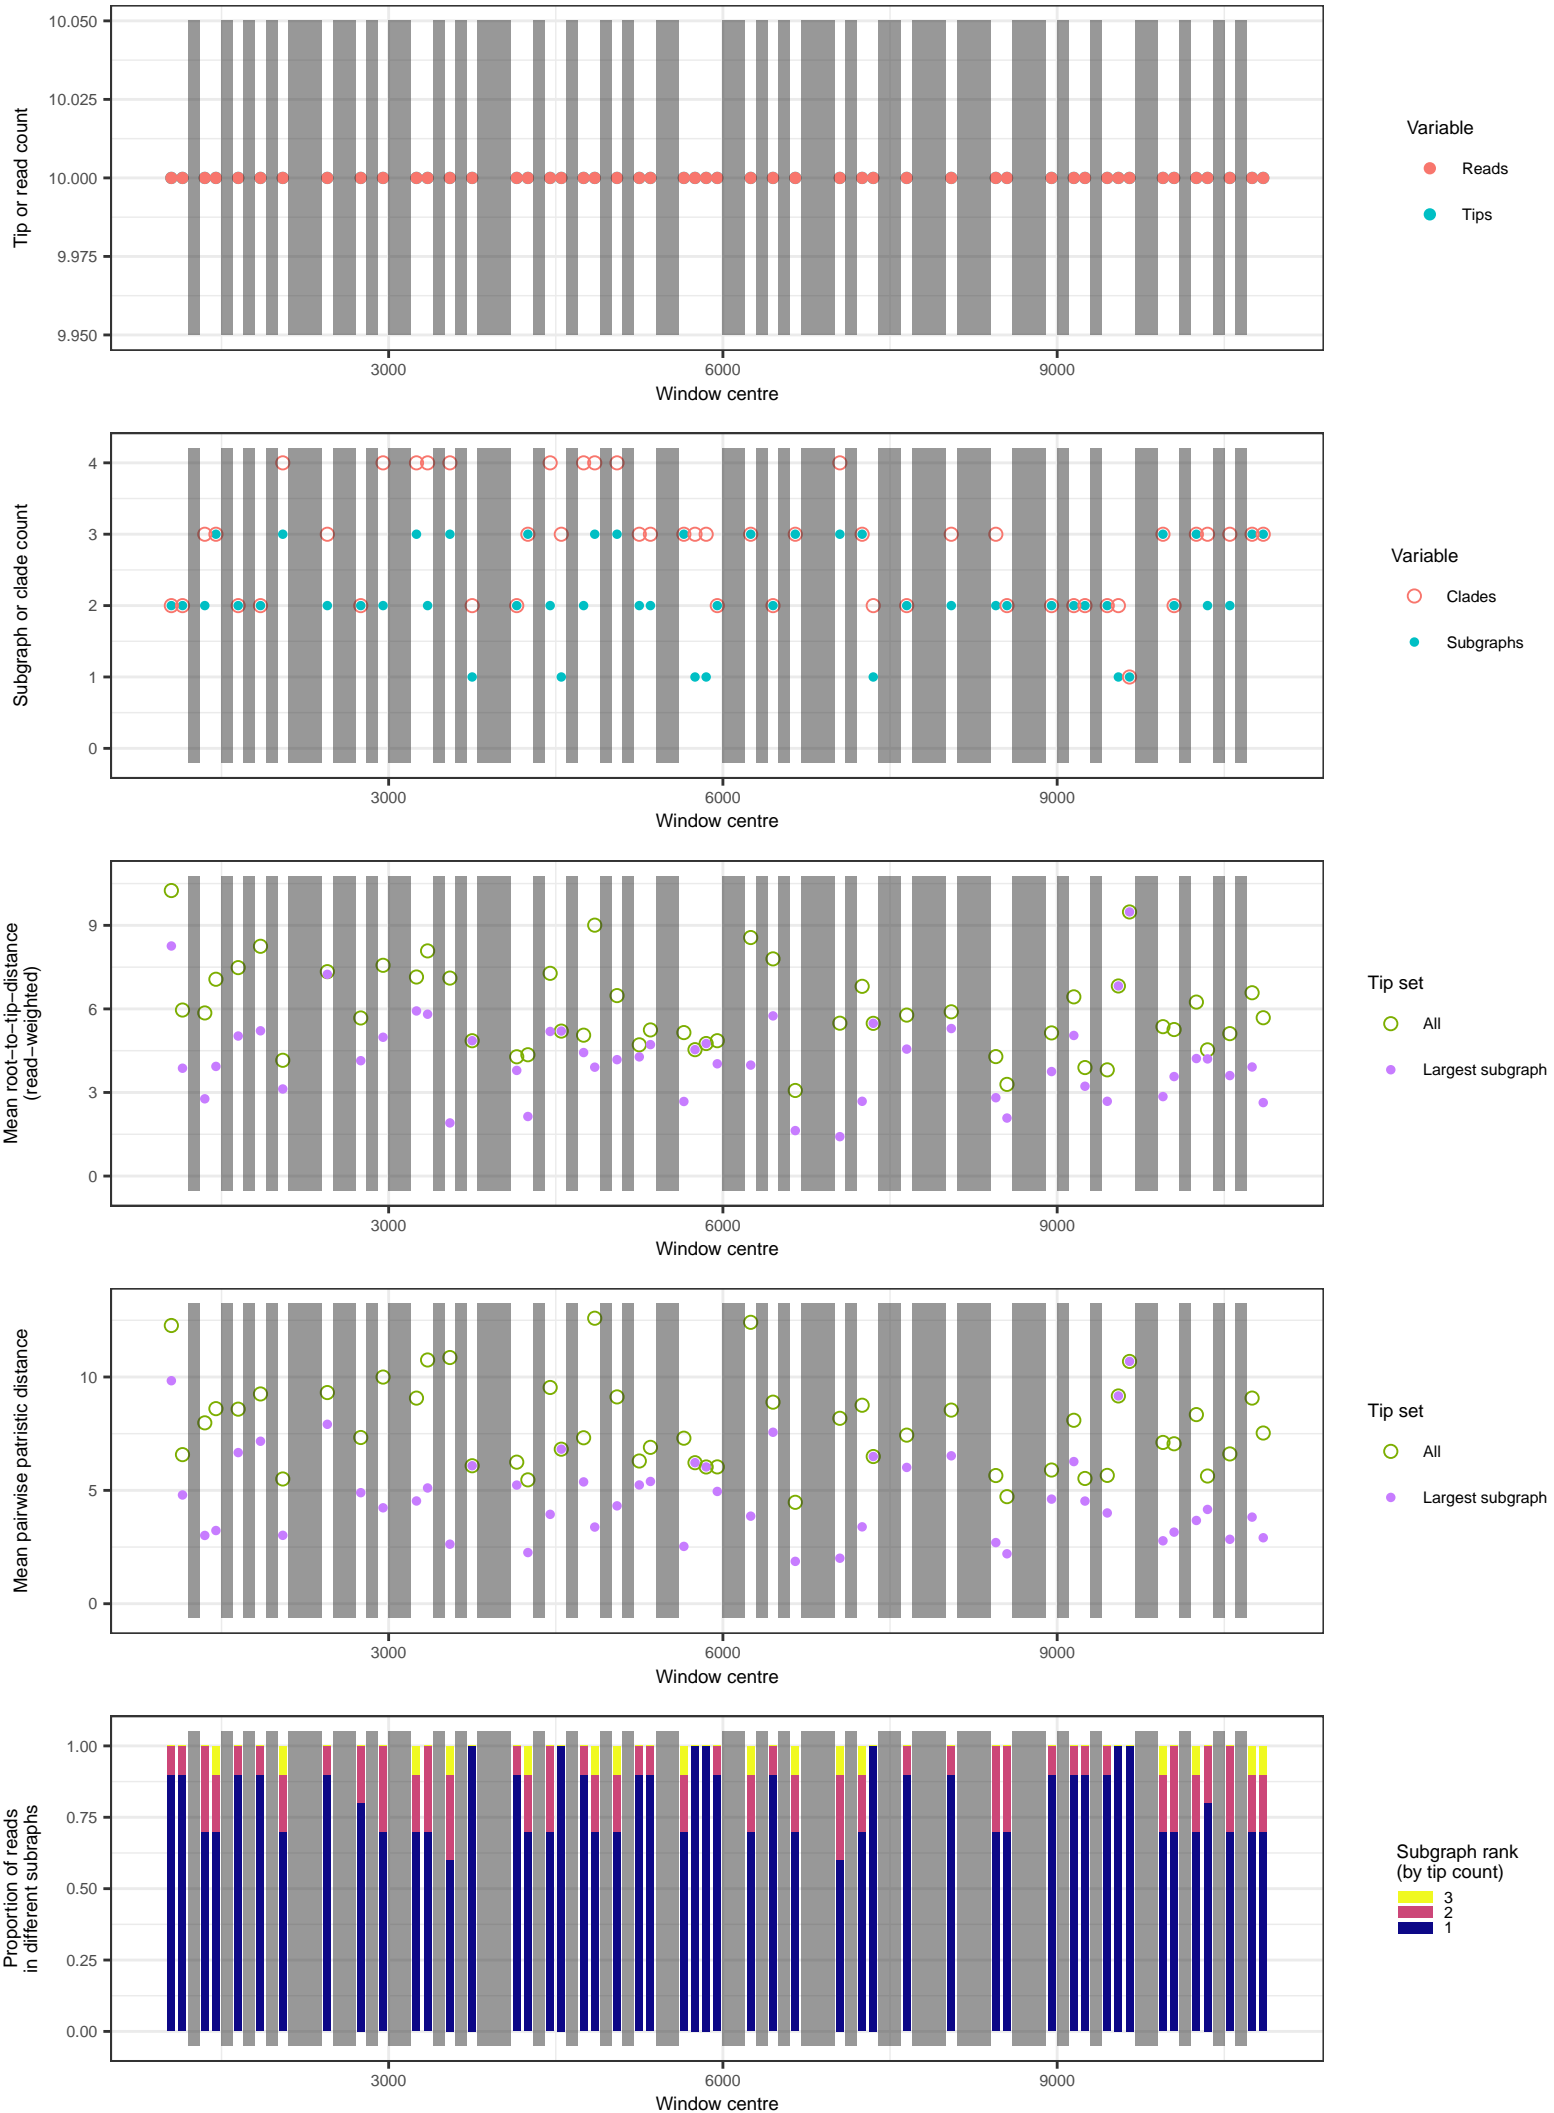 10.050
10.025
10.000
9.975
9.950
Tip or read count
3000
6000
9000
Window centre
Variable
Reads
Tips
4
3
2
1
0
Subgraph or clade count
3000
6000
9000
Window centre
Variable
Clades
Subgraphs
9
6
3
0
Mean root−to−tip−distance
(read−weighted)
3000
6000
9000
Window centre
Tip set
All
Largest subgraph
10
5
0
Mean pairwise patristic distance
3000
6000
9000
Window centre
Tip set
All
Largest subgraph
1.00
0.75
0.50
0.25
0.00
Proportion of reads
in different subraphs
3000
6000
9000
Window centre
Subgraph rank
(by tip count)
3
2
1